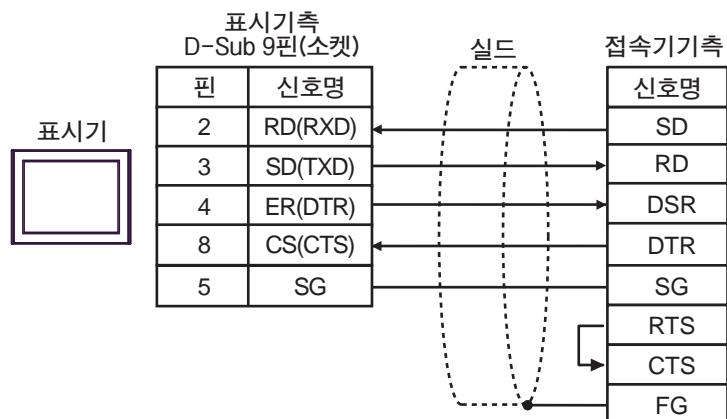 표시기측
D-Sub 9핀(소켓)
실드
접속기기측
핀 신호명 신호명
표시기
2 RD(RXD) SD
3 SD(TXD) RD
4 ER(DTR) DSR
8 CS(CTS) DTR
5 SG SG
RTS
CTS
FG